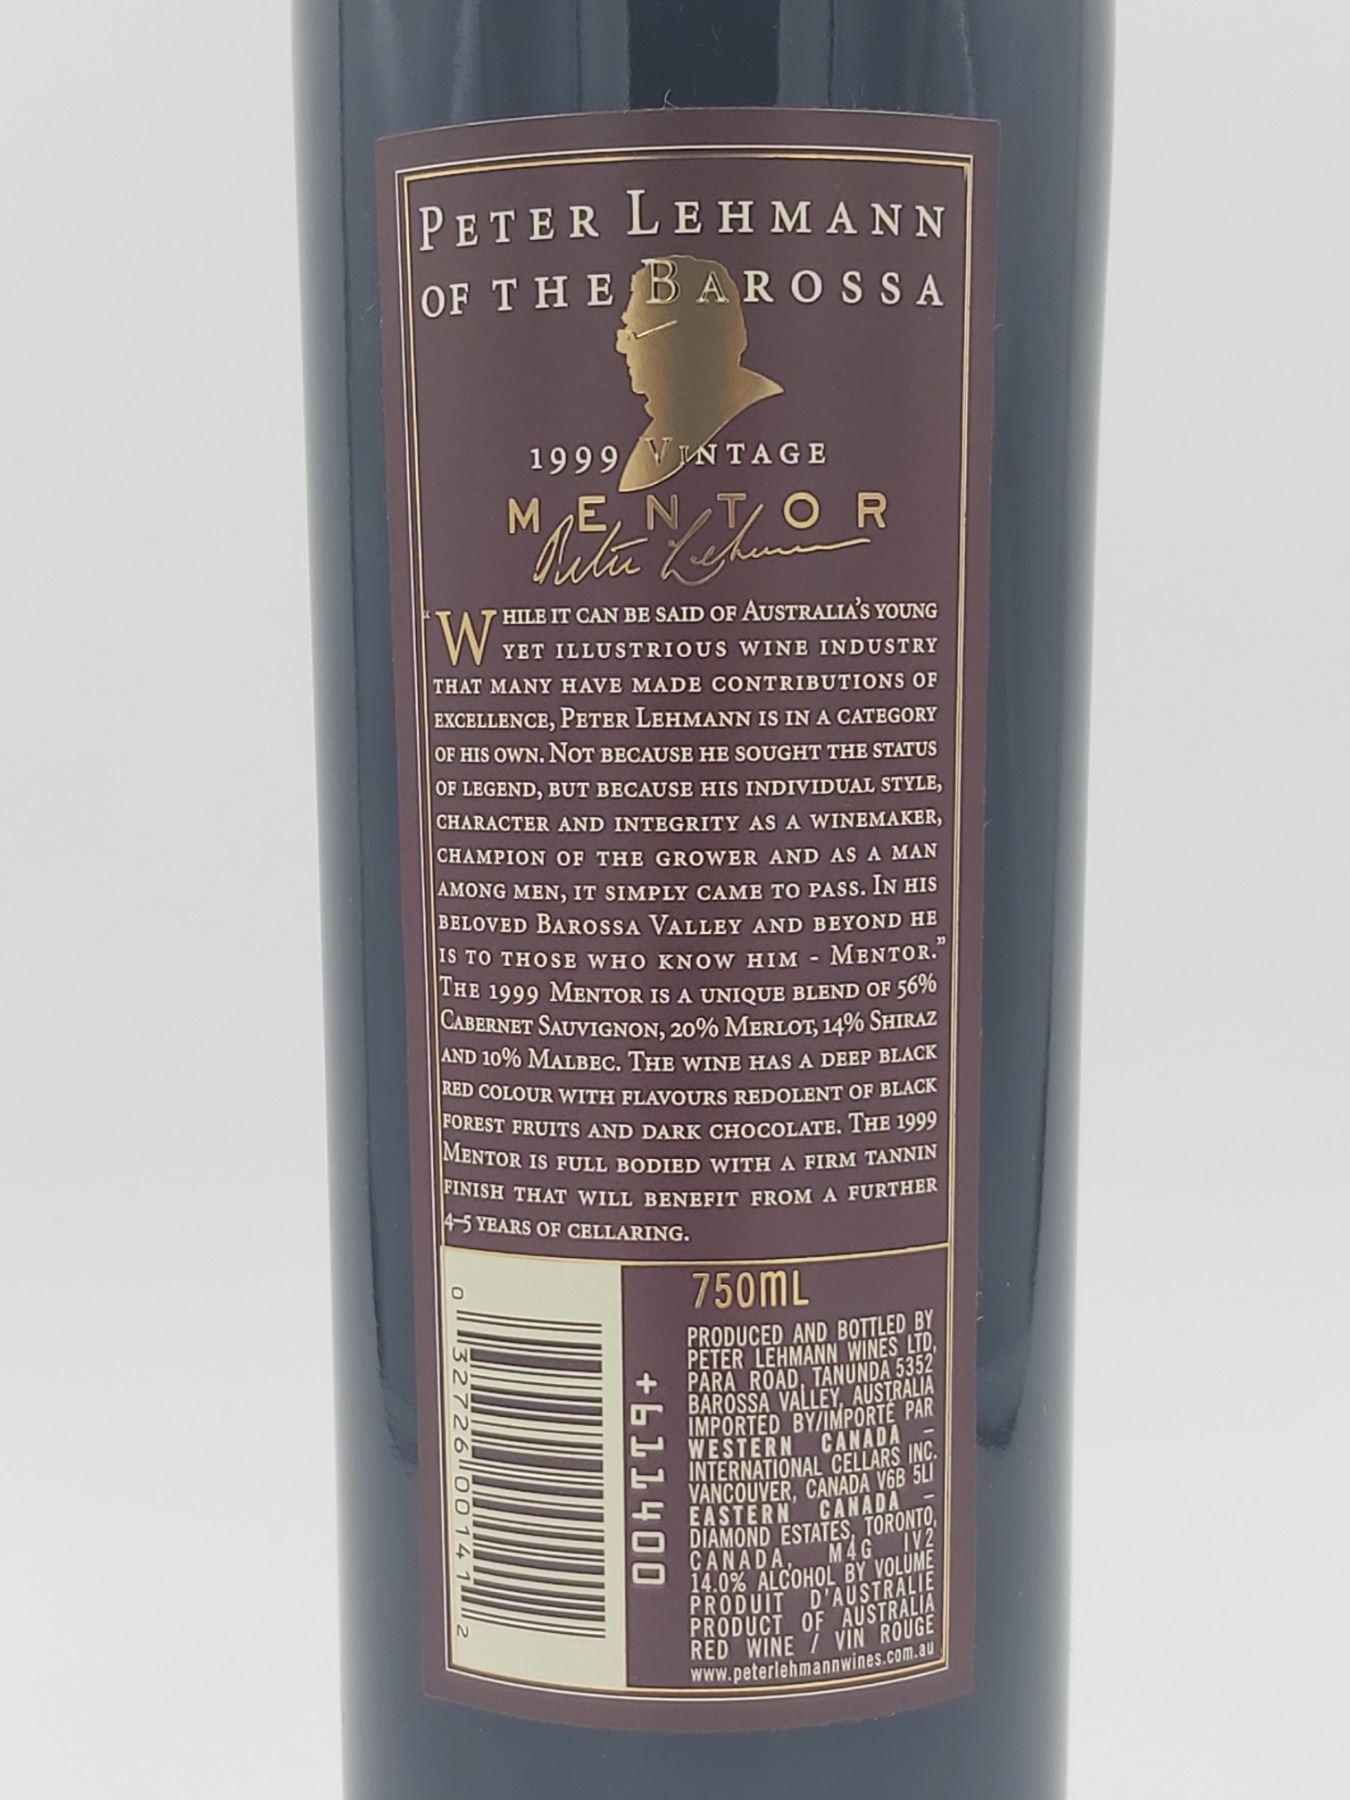 PETER LEHMANN
OF THE BAROSSA
1999 VINTAGE
MENTOR
Peter Lehmann
"WHILE IT CAN BE SAID OF AUSTRALIA'S YOUNG
YET ILLUSTRIOUS WINE INDUSTRY
THAT MANY HAVE MADE CONTRIBUTIONS OF
EXCELLENCE, PETER LEHMANN IS IN A CATEGORY
OF HIS OWN. NOT BECAUSE HE SOUGHT THE STATUS
OF LEGEND, BUT BECAUSE HIS INDIVIDUAL STYLE,
CHARACTER AND INTEGRITY AS A WINEMAKER,
CHAMPION OF THE GROWER AND AS A MAN
AMONG MEN, IT SIMPLY CAME TO PASS. IN HIS
BELOVED BAROSSA VALLEY AND BEYOND HE
IS TO THOSE WHO KNOW HIM - MENTOR."
THE 1999 MENTOR IS A UNIQUE BLEND OF 56%
CABERNET SAUVIGNON, 20% MERLOT, 14% SHIRAZ
AND 10% MALBEC. THE WINE HAS A DEEP BLACK
RED COLOUR WITH FLAVOURS REDOLENT OF BLACK
FOREST FRUITS AND DARK CHOCOLATE. THE 1999
MENTOR IS FULL BODIED WITH A FIRM TANNIN
FINISH THAT WILL BENEFIT FROM A FURTHER
4-5 YEARS OF CELLARING.
0 32726 00141 2
+611400
750mL
PRODUCED AND BOTTLED BY
PETER LEHMANN WINES LTD,
PARA ROAD, TANUNDA 5352
BAROSSA VALLEY, AUSTRALIA
IMPORTED BY/IMPORTÉ PAR
WESTERN CANADA –
INTERNATIONAL CELLARS INC.
VANCOUVER, CANADA V6B 5LI
EASTERN CANADA –
DIAMOND ESTATES, TORONTO,
CANADA, M4G IV2
14.0% ALCOHOL BY VOLUME
PRODUIT D'AUSTRALIE
PRODUCT OF AUSTRALIA
RED WINE / VIN ROUGE
www.peterlehmannwines.com.au